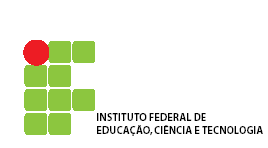 INSTITUTO FEDERAL DE
EDUCAÇÃO, CIÊNCIA E TECNOLOGIA